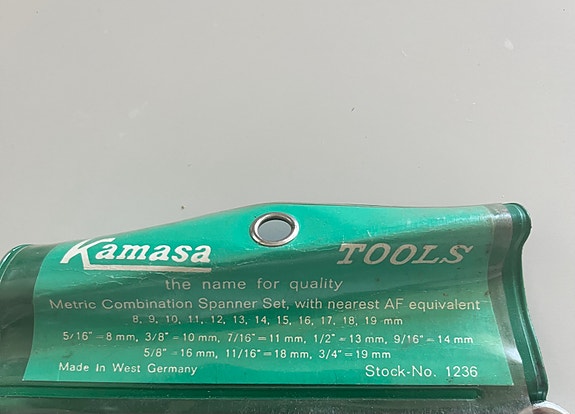 Kamasa TOOLS
the name for quality
Metric Combination Spanner Set, with nearest AF equivalent
8, 9, 10, 11, 12, 13, 14, 15, 16, 17, 18, 19 mm
5/16"=8 mm, 3/8"=10 mm, 7/16"=11 mm, 1/2"=13 mm, 9/16"=14 mm
5/8"=16 mm, 11/16"=18 mm, 3/4"=19 mm
Made In West Germany Stock-No. 1236